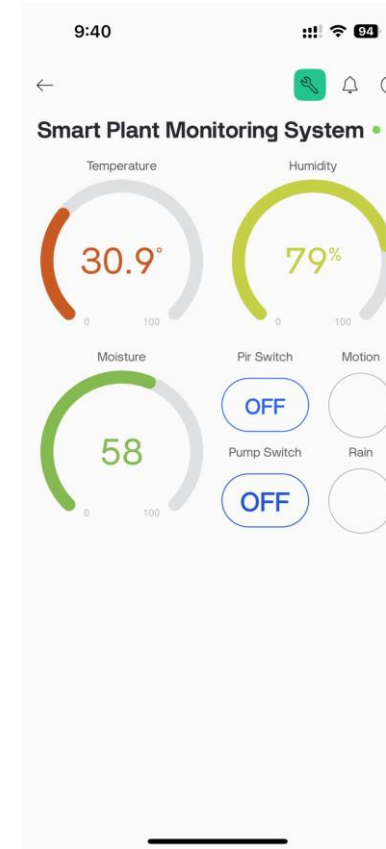 9:40 94
Smart Plant Monitoring System
Temperature Humidity
30.9° 79%
0 100 0 100
Moisture Pir Switch Motion
OFF
58 Pump Switch Rain
OFF
0 100